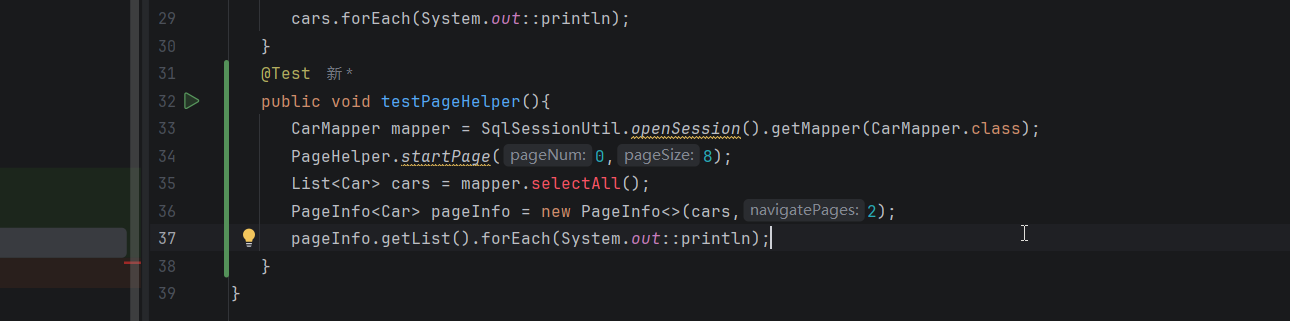 29 cars.forEach(System.out::println);
30 }
31 @Test 新 *
32 public void testPageHelper(){
33 CarMapper mapper = SqlSessionUtil.openSession().getMapper(CarMapper.class);
34 PageHelper.startPage( pageNum: 0, pageSize: 8);
35 List<Car> cars = mapper.selectAll();
36 PageInfo<Car> pageInfo = new PageInfo<>(cars, navigatePages: 2);
37 pageInfo.getList().forEach(System.out::println);
38 }
39 }